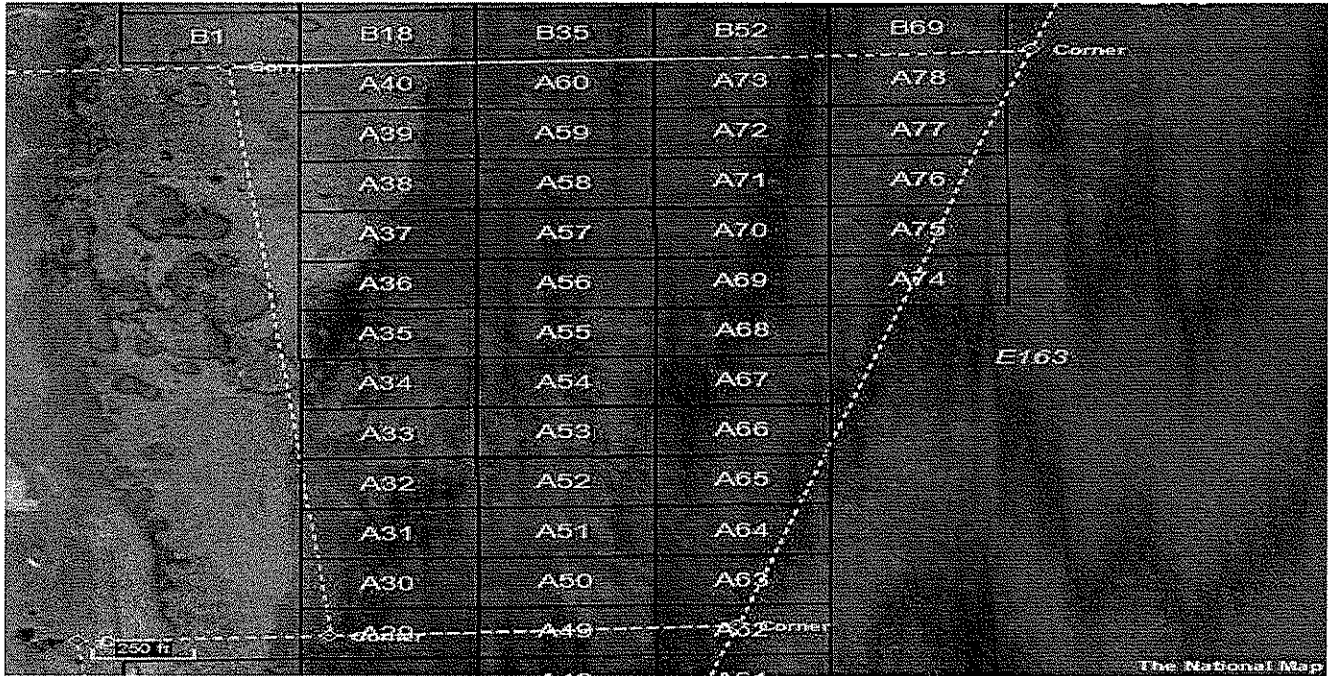 B1 B18 B35 B52 B69
Corner Corner
A40 A60 A73 A78
A39 A59 A72 A77
A38 A58 A71 A76
A37 A57 A70 A75
A36 A56 A69 A74
A35 A55 A68
E163
A34 A54 A67
A33 A53 A66
A32 A52 A65
A31 A51 A64
A30 A50 A63
A29 Corner A49 A62 Corner
250 ft
The National Map